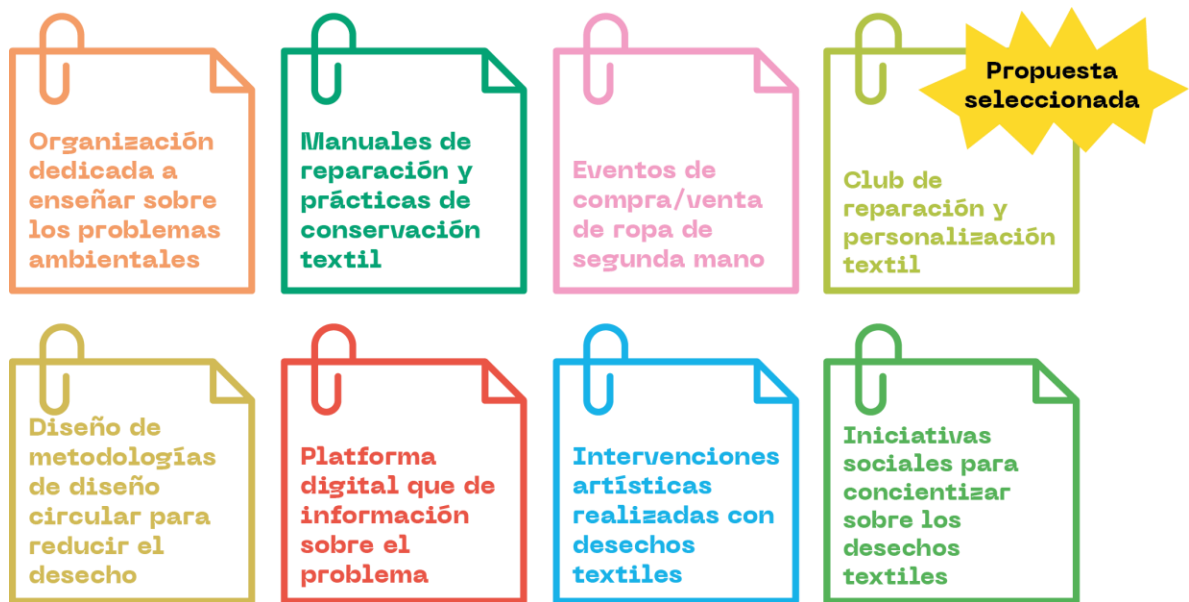 Organización
dedicada a
enseñar sobre
los problemas
ambientales
Manuales de
reparación y
prácticas de
conservación
textil
Eventos de
compra/venta
de ropa de
segunda mano
Propuesta
seleccionada
Club de
reparación y
personalización
textil
Diseño de
metodologías
de diseño
circular para
reducir el
desecho
Platforma
digital que de
información
sobre el
problema
Intervenciones
artísticas
realizadas con
desechos
textiles
Iniciativas
sociales para
concientizar
sobre los
desechos
textiles